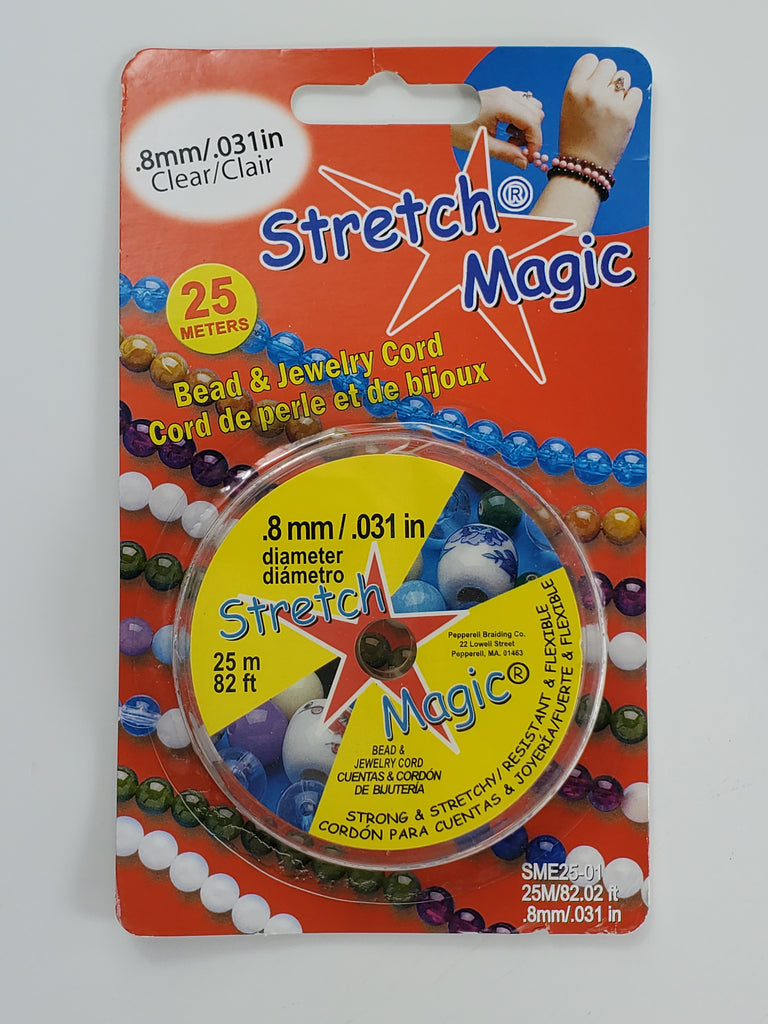 .8mm/.031in
Clear/Clair
Stretch®
Magic
25
METERS
Bead & Jewelry Cord
Cord de perle et de bijoux
.8 mm / .031 in
diameter
diámetro
Stretch
Magic®
25 m
82 ft
Pepperell Braiding Co.
22 Lowell Street
Pepperell, MA. 01463
BEAD &
JEWELRY CORD
CUENTAS & CORDÓN
DE BIJUTERÍA
STRONG & STRETCHY/ RESISTANT & FLEXIBLE
CORDÓN PARA CUENTAS & JOYERÍA/FUERTE & FLEXIBLE
SME25-01
25M/82.02 ft
.8mm/.031 in